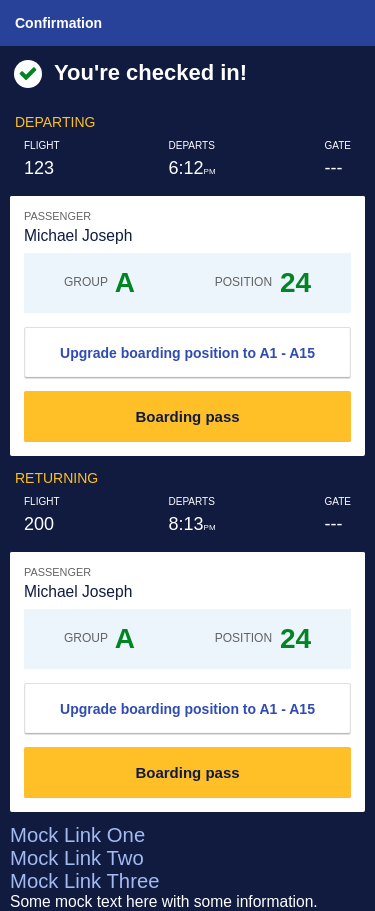 Confirmation
You're checked in!
DEPARTING
FLIGHT DEPARTS GATE
123 6:12PM ---
PASSENGER
Michael Joseph
GROUP A POSITION 24
Upgrade boarding position to A1 - A15
Boarding pass
RETURNING
FLIGHT DEPARTS GATE
200 8:13PM ---
PASSENGER
Michael Joseph
GROUP A POSITION 24
Upgrade boarding position to A1 - A15
Boarding pass
Mock Link One
Mock Link Two
Mock Link Three
Some mock text here with some information.